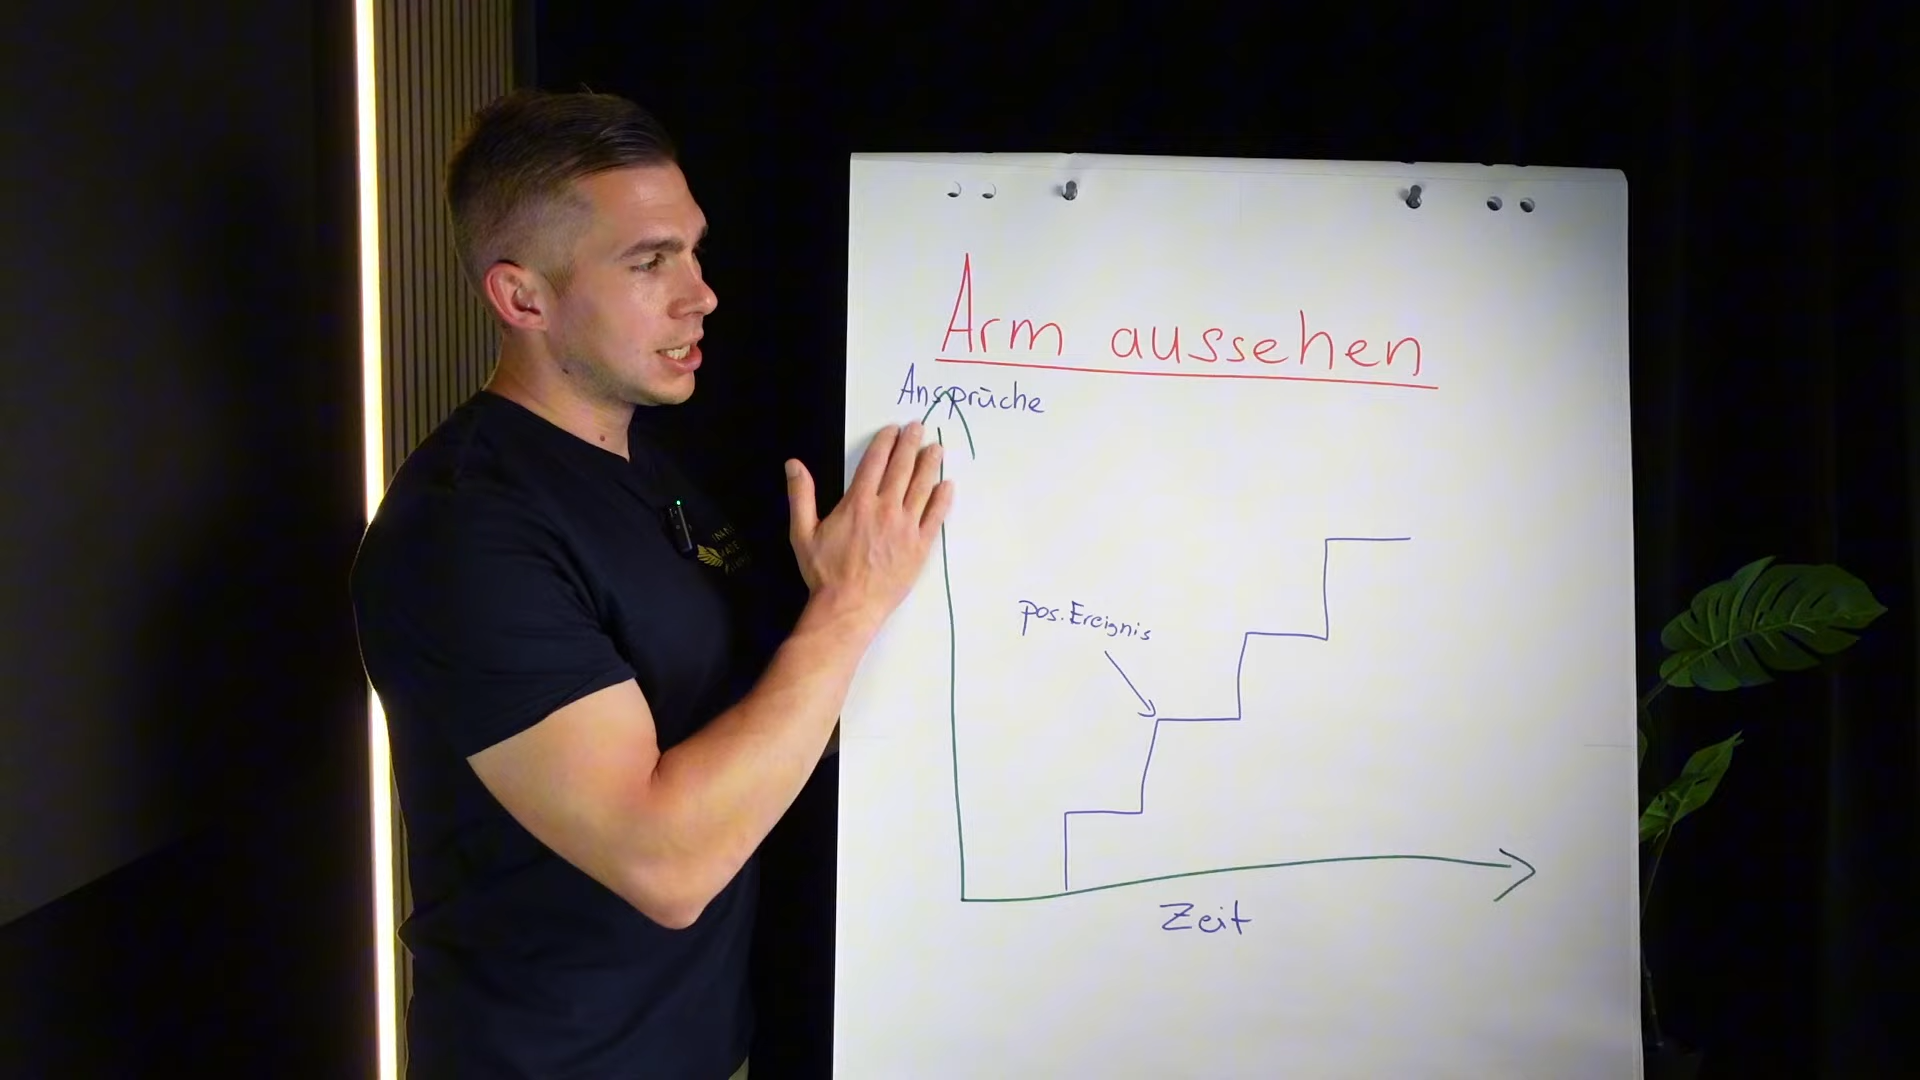 Arm aussehen
Ansprüche
pos. Ereignis
Zeit